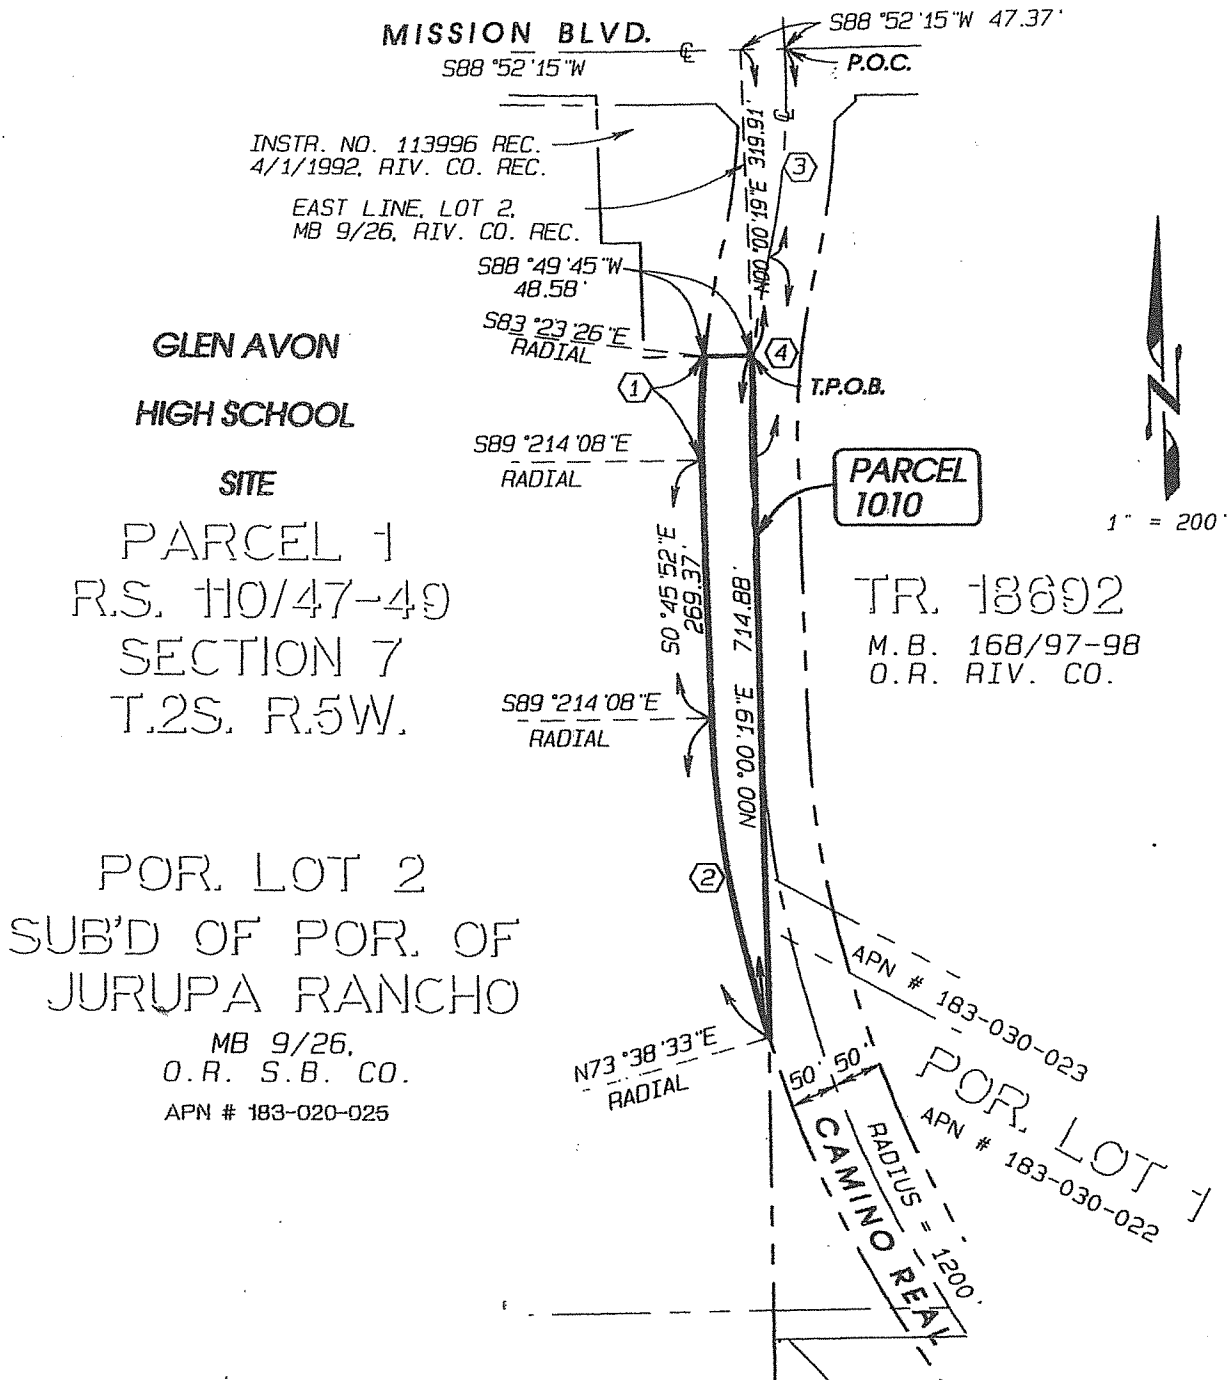 S88°52'15"W 47.37'
MISSION BLVD.
S88°52'15"W
P.O.C.
INSTR. NO. 113996 REC.
4/1/1992, RIV. CO. REC.
N00°00'19"E 319.91'
3
EAST LINE, LOT 2,
MB 9/26, RIV. CO. REC.
S88°49'45"W
48.58'
S83°23'26"E
RADIAL
4
1
T.P.O.B.
GLEN AVON
HIGH SCHOOL
SITE
S89°214'08"E
RADIAL
PARCEL
1010
N
1" = 200'
PARCEL 1
R.S. 110/47-49
SECTION 7
T.2S. R.5W.
S0°45'52"E
269.37'
N00°00'19"E 714.88'
TR. 18692
M.B. 168/97-98
O.R. RIV. CO.
S89°214'08"E
RADIAL
2
POR. LOT 2
SUB'D OF POR. OF
JURUPA RANCHO
MB 9/26,
O.R. S.B. CO.
APN # 183-020-025
APN # 183-030-023
N73°38'33"E
RADIAL
50' 50'
POR. LOT 1
APN # 183-030-022
RADIUS = 1200'
CAMINO REAL